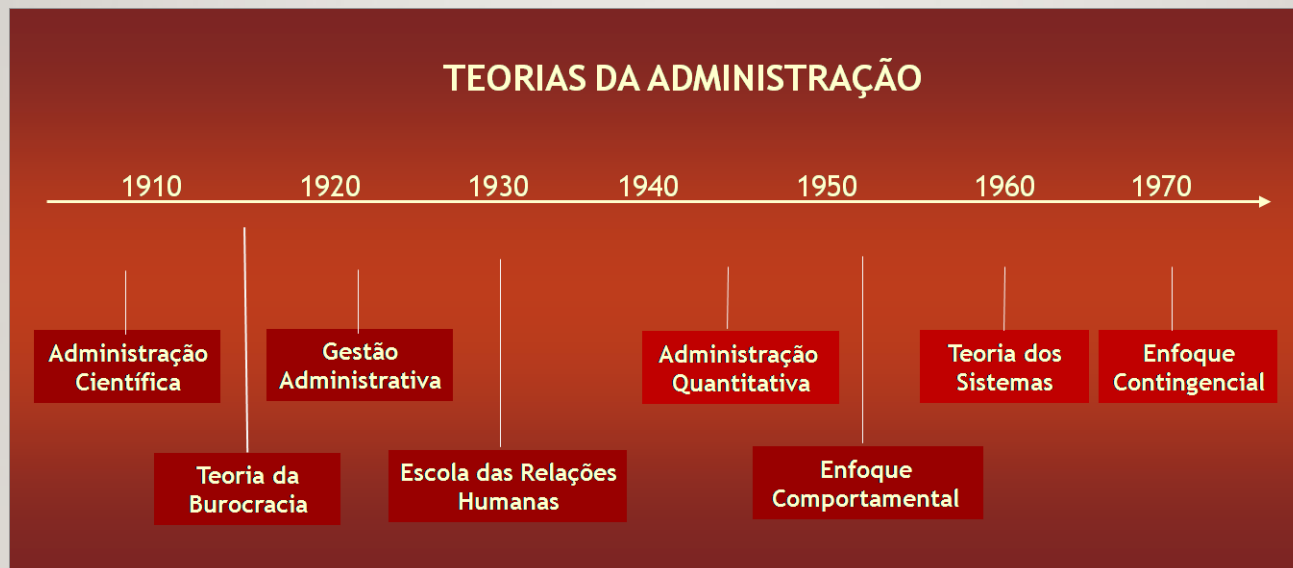 TEORIAS DA ADMINISTRAÇÃO
1910 1920 1930 1940 1950 1960 1970
Administração
Científica
Gestão
Administrativa
Administração
Quantitativa
Teoria dos
Sistemas
Enfoque
Contingencial
Teoria da
Burocracia
Escola das Relações
Humanas
Enfoque
Comportamental